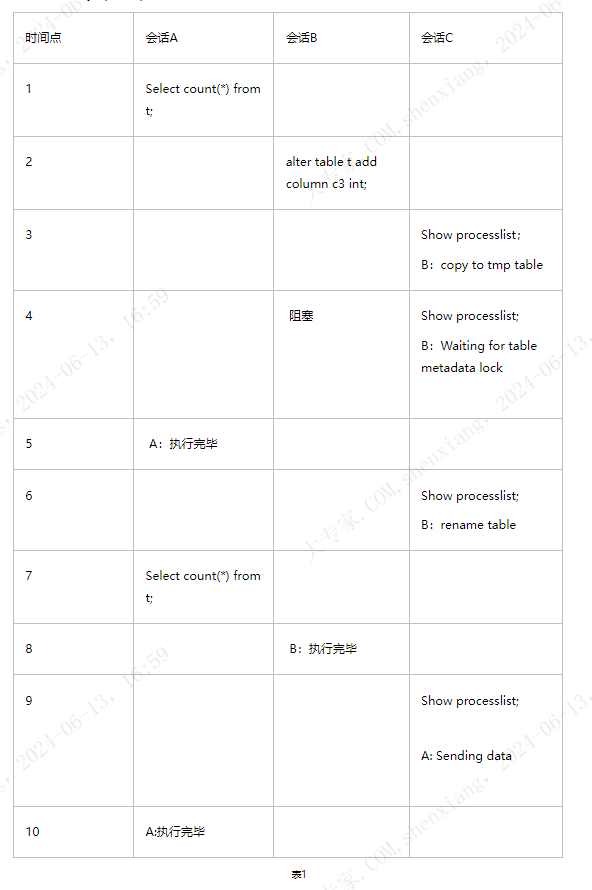 时间点 会话A 会话B 会话C
1 Select count(*) from
t;
2 alter table t add
column c3 int;
3 Show processlist;
B：copy to tmp table
4 阻塞 Show processlist;
B：Waiting for table
metadata lock
5 A：执行完毕
6 Show processlist;
B：rename table
7 Select count(*) from
t;
8 B：执行完毕
9 Show processlist;
A: Sending data
10 A:执行完毕
表1
大专家.COM,shenxiang, 2024-06-13, 16:59